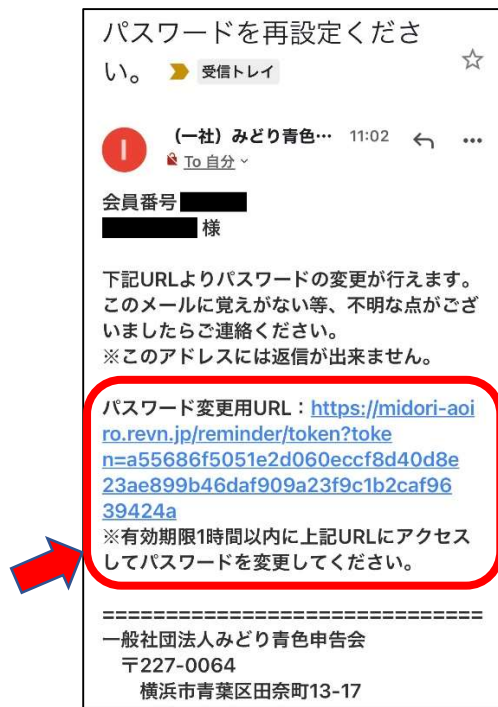 パスワードを再設定くださ
い。 受信トレイ
I
(一社) みどり青色… 11:02
To 自分
会員番号
様
下記URLよりパスワードの変更が行えます。
このメールに覚えがない等、不明な点がござ
いましたらご連絡ください。
※このアドレスには返信が出来ません。
パスワード変更用URL:https://midori-aoi
ro.revn.jp/reminder/token?toke
n=a55686f5051e2d060eccf8d40d8e
23ae899b46daf909a23f9c1b2caf96
39424a
※有効期限1時間以内に上記URLにアクセス
してパスワードを変更してください。
==============================
一般社団法人みどり青色申告会
〒227-0064
横浜市青葉区田奈町13-17